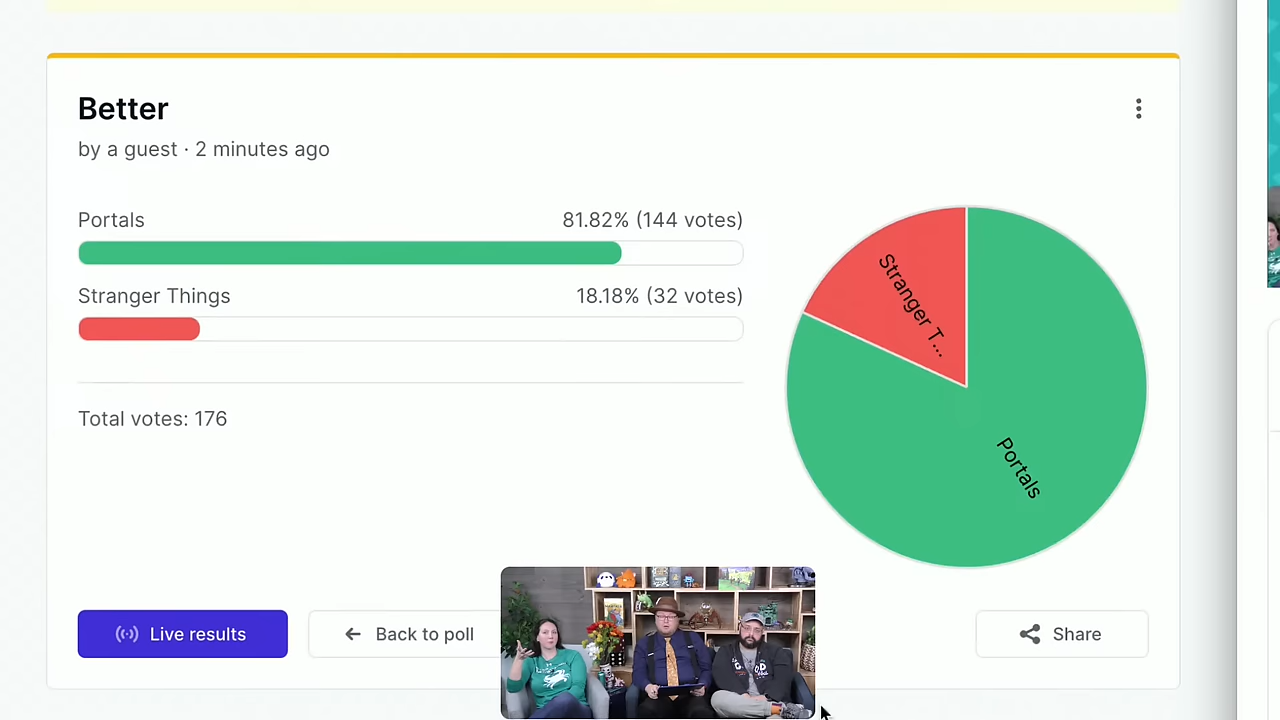 Better
by a guest · 2 minutes ago
Portals 81.82% (144 votes)
Stranger Things 18.18% (32 votes)
Total votes: 176
Stranger T...
Portals
Live results
Back to poll
Share